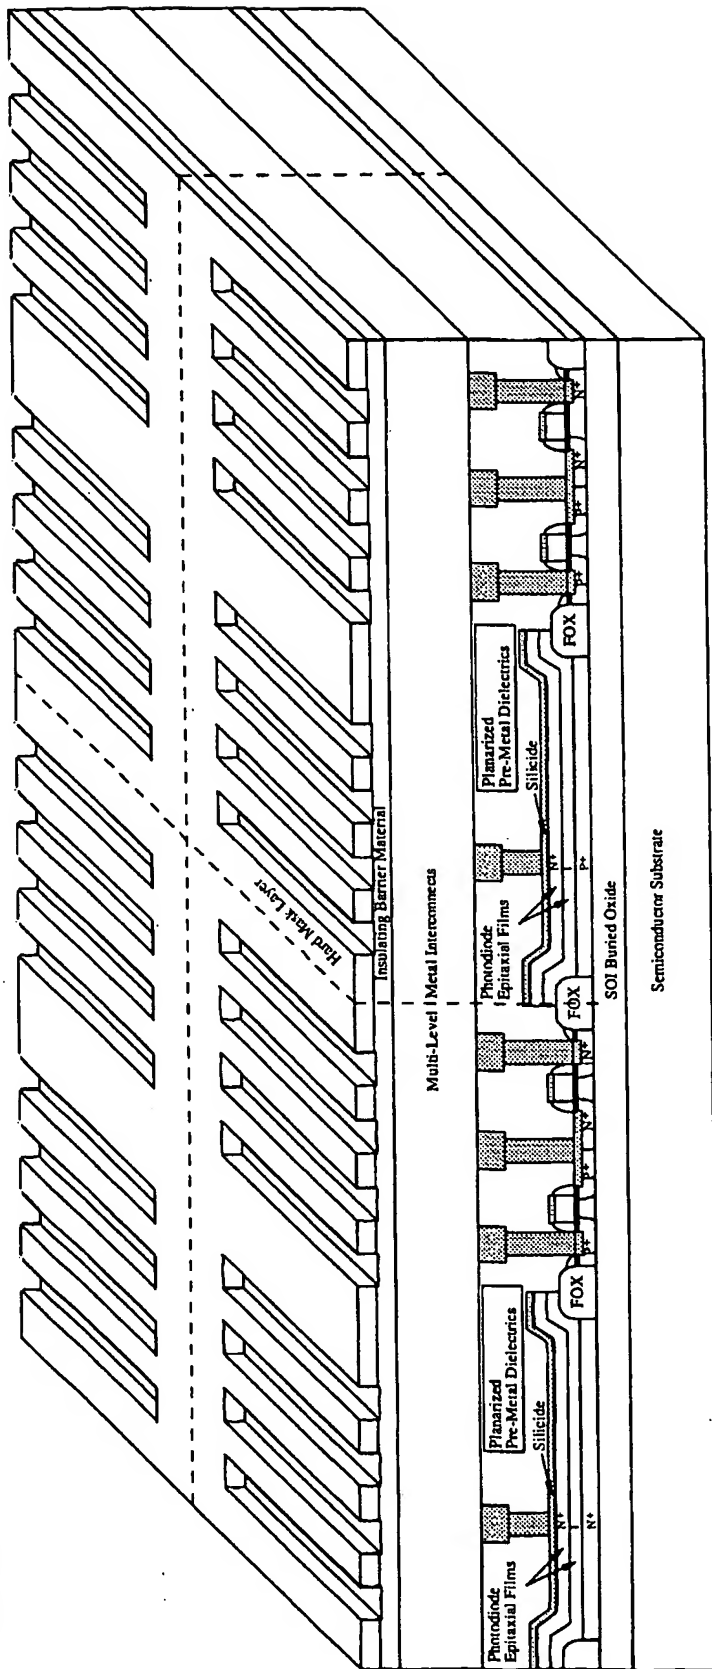 Hard Mask Layer
Insulating Barrier Material
Multi-Level Metal Interconnects
Photodiode
Epitaxial Films
Planarized
Pre-Metal Dielectrics
Silicide
N+
I
N+
FOX
P+
P+
N+
N+
FOX
Photodiode
Epitaxial Films
Planarized
Pre-Metal Dielectrics
Silicide
N+
I
P+
FOX
P+
P+
N+
N+
SOI Buried Oxide
Semiconductor Substrate